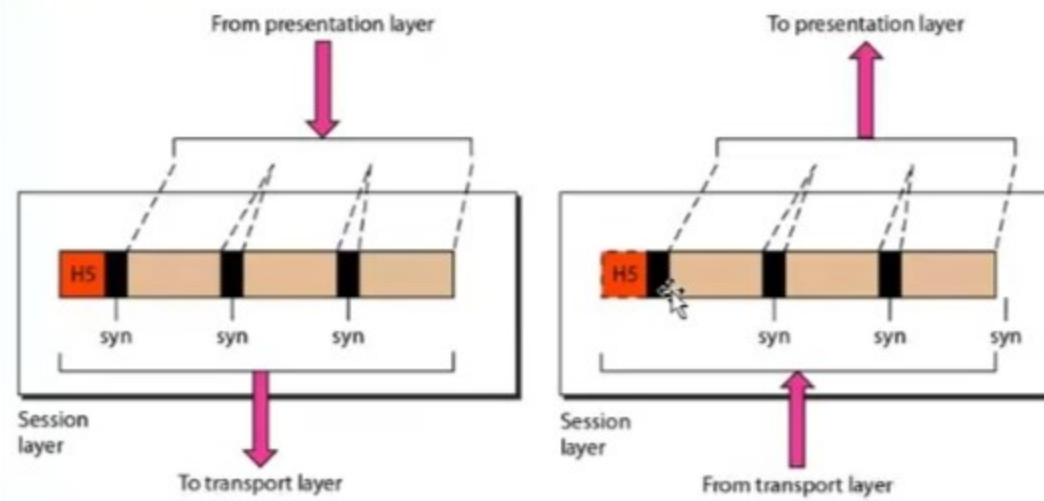 From presentation layer
To presentation layer
H5
H5
syn
syn
syn
syn
syn
syn
Session
layer
Session
layer
To transport layer
From transport layer